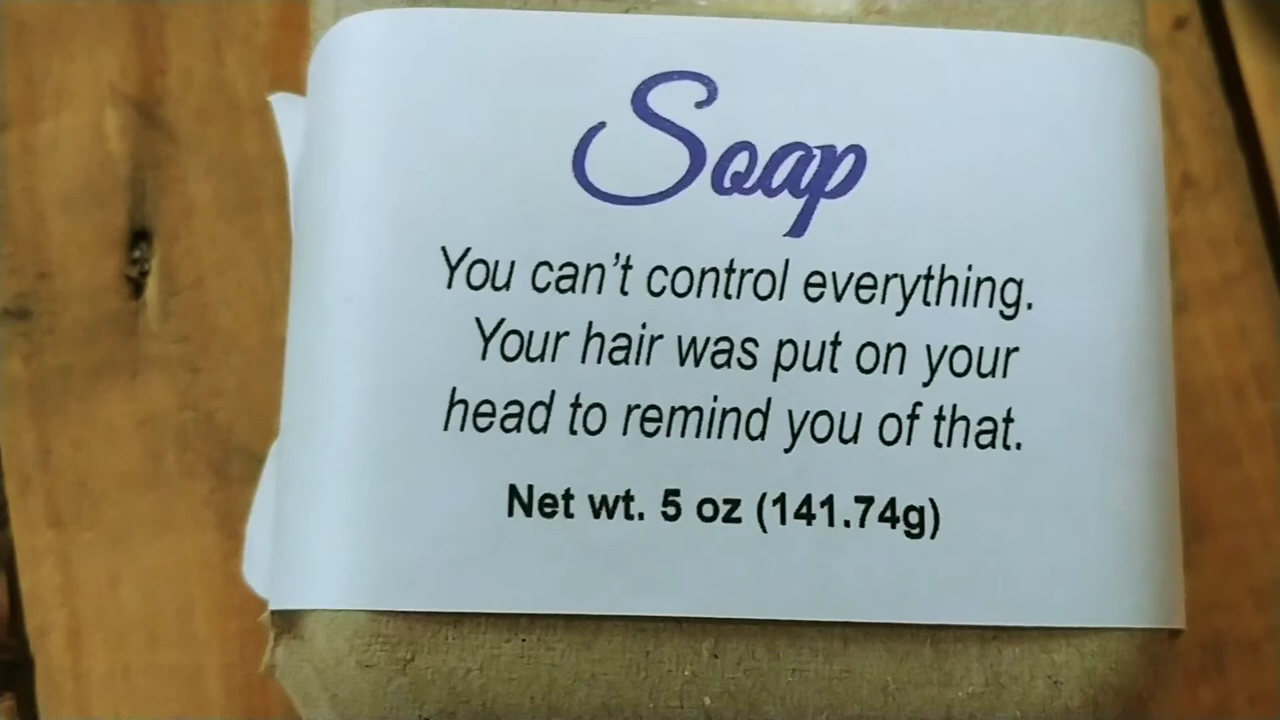 Soap
You can't control everything.
Your hair was put on your
head to remind you of that.
Net wt. 5 oz (141.74g)